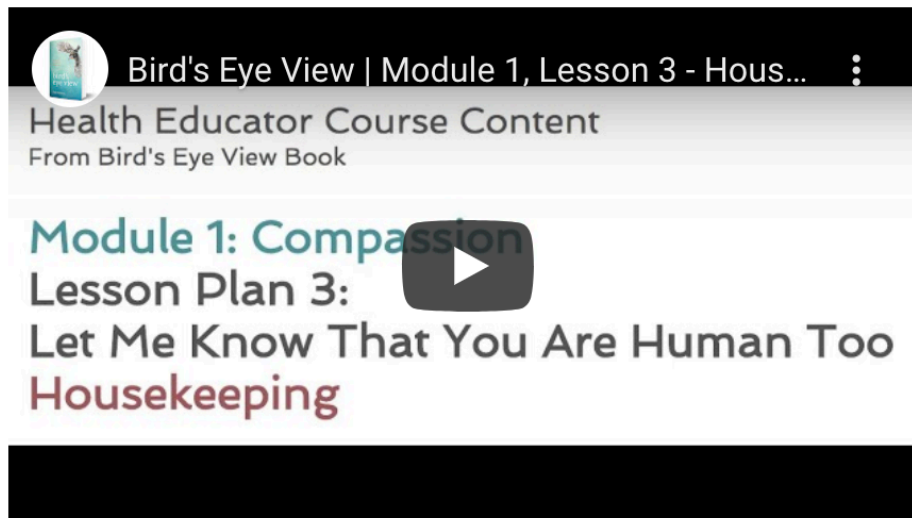 Bird's Eye View | Module 1, Lesson 3 - Hous...
Health Educator Course Content
From Bird's Eye View Book
Module 1: Compassion
Lesson Plan 3:
Let Me Know That You Are Human Too
Housekeeping